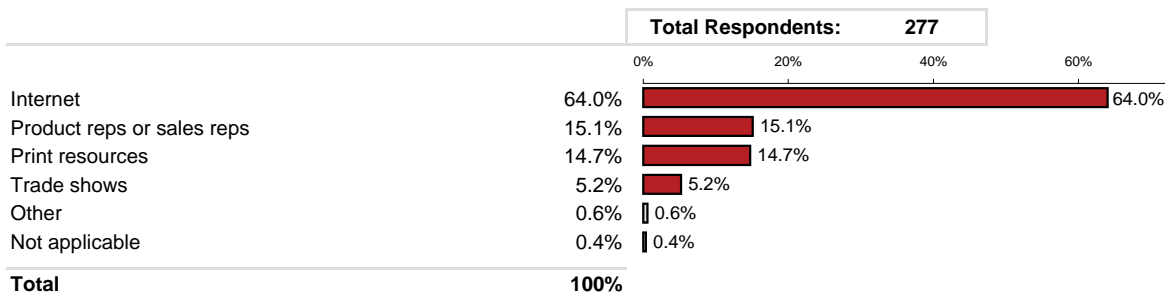 Total Respondents: 277
0% 20% 40% 60%
Internet 64.0% 64.0%
Product reps or sales reps 15.1% 15.1%
Print resources 14.7% 14.7%
Trade shows 5.2% 5.2%
Other 0.6% 0.6%
Not applicable 0.4% 0.4%
Total 100%